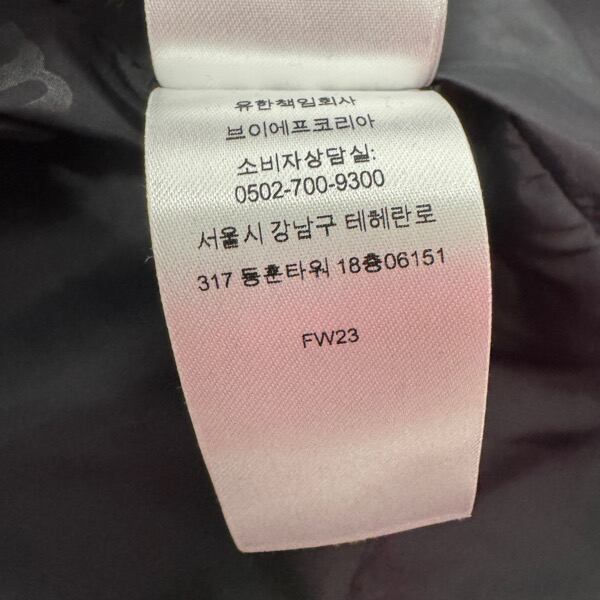 유한책임회사
브이에프코리아
소비자상담실:
0502-700-9300
서울시 강남구 테헤란로
317 동훈타워 18층06151
FW23